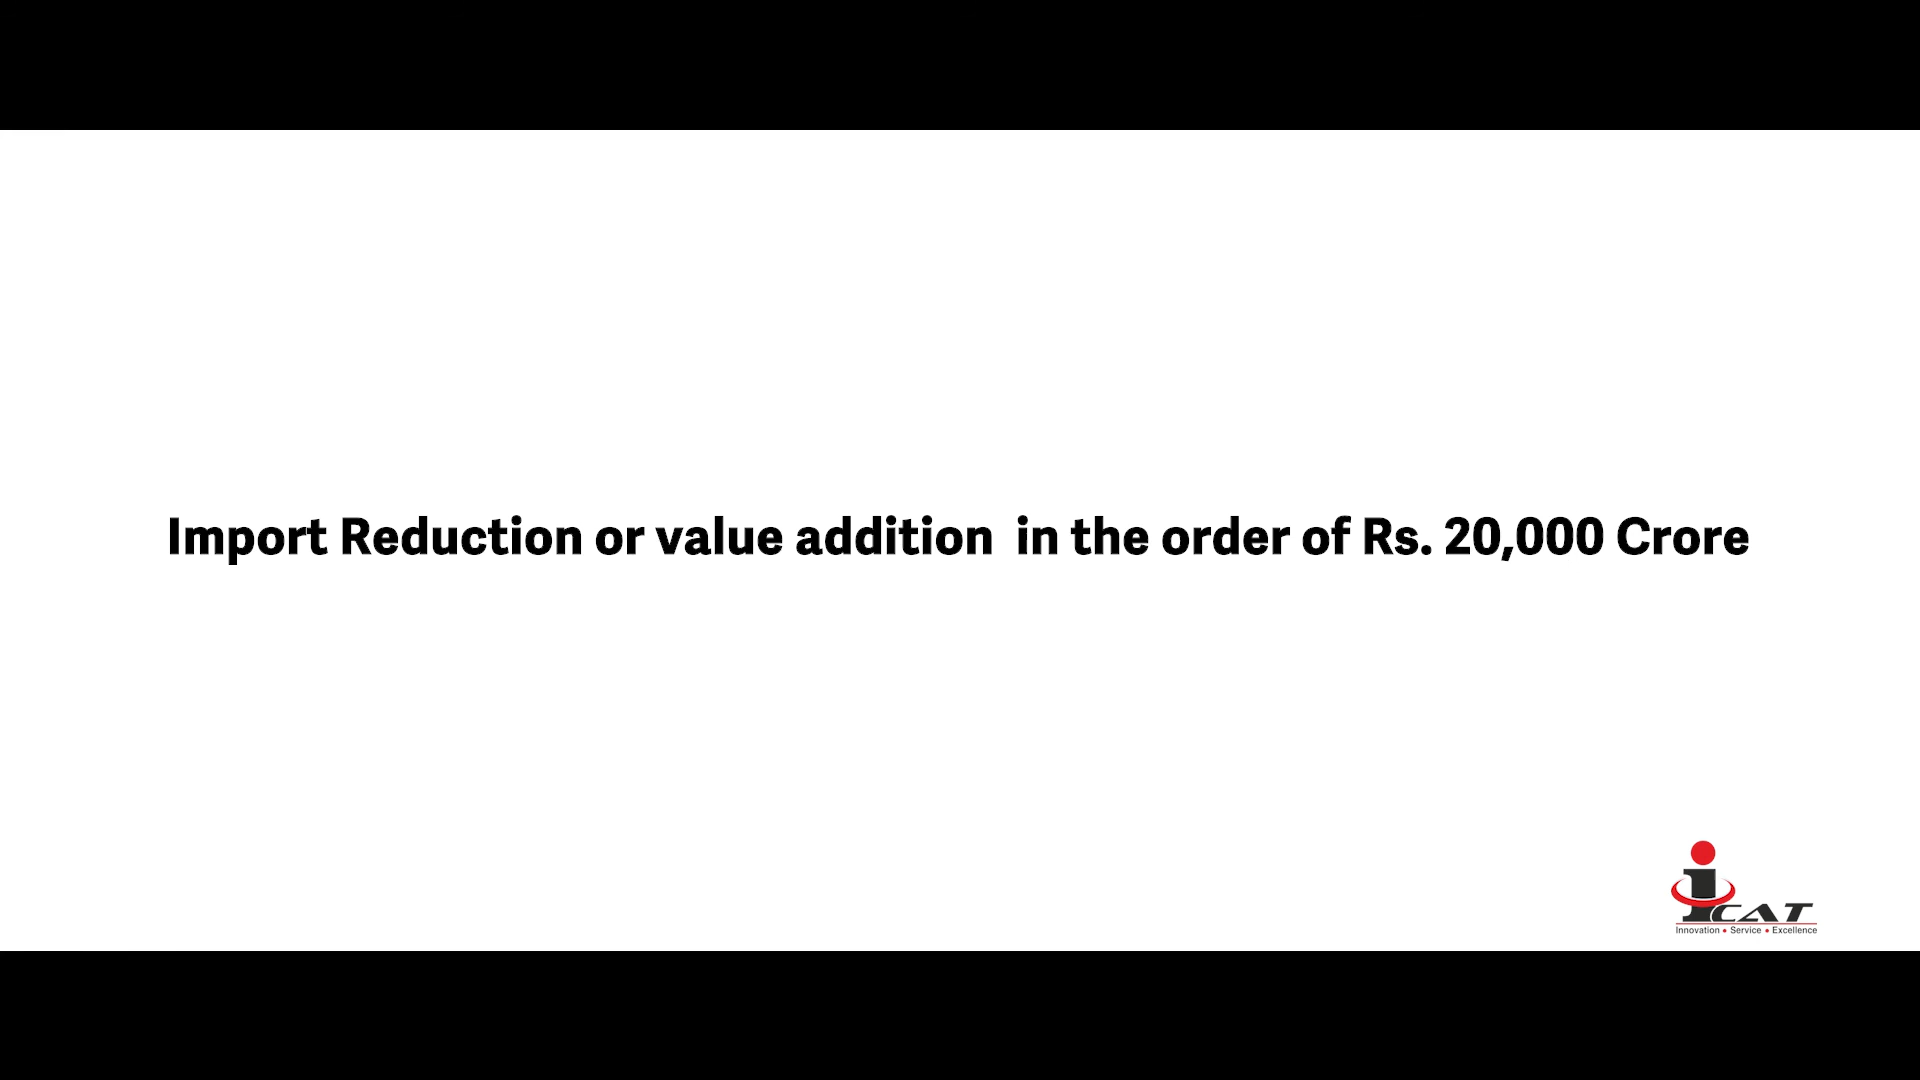 Import Reduction or value addition  in the order of Rs. 20,000 Crore
iCAT
Innovation • Service • Excellence